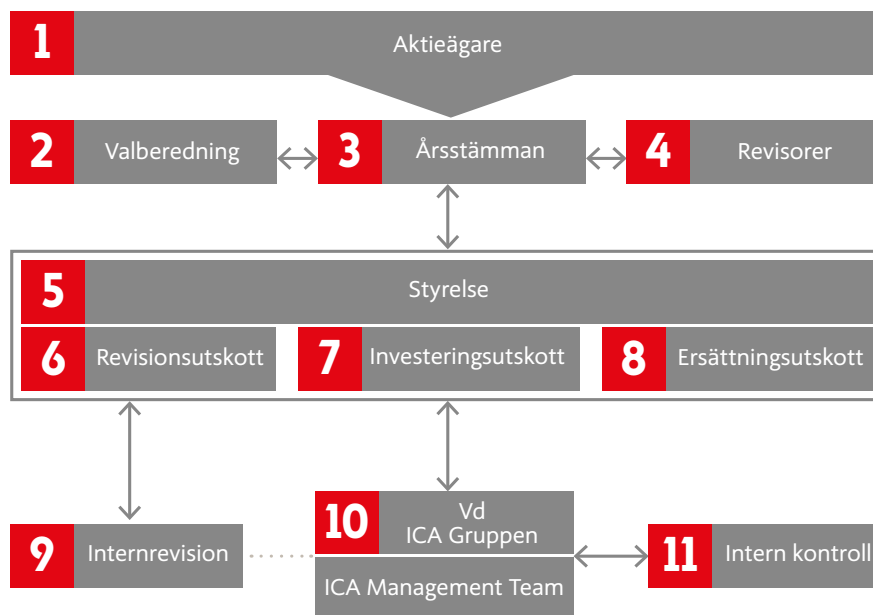 1 Aktieägare
2 Valberedning
3 Årsstämman
4 Revisorer
5 Styrelse
6 Revisionsutskott
7 Investeringsutskott
8 Ersättningsutskott
9 Internrevision
10 Vd
ICA Gruppen
ICA Management Team
11 Intern kontroll